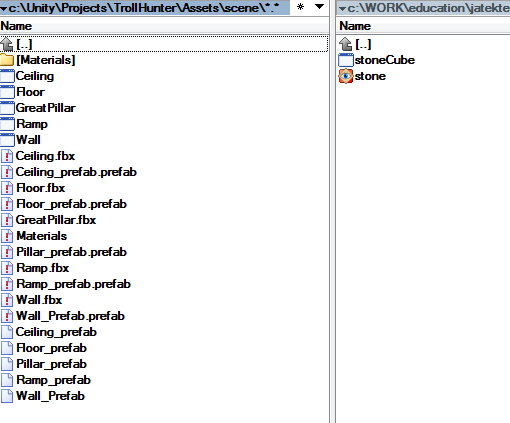 c:\Unity\Projects\TrollHunter\Assets\scene\*.* * ▼
Name
[..]
[Materials]
Ceiling
Floor
GreatPillar
Ramp
Wall
Ceiling.fbx
Ceiling_prefab.prefab
Floor.fbx
Floor_prefab.prefab
GreatPillar.fbx
Materials
Pillar_prefab.prefab
Ramp.fbx
Ramp_prefab.prefab
Wall.fbx
Wall_Prefab.prefab
Ceiling_prefab
Floor_prefab
Pillar_prefab
Ramp_prefab
Wall_Prefab
c:\WORK\education\jatekte
Name
[..]
stoneCube
stone